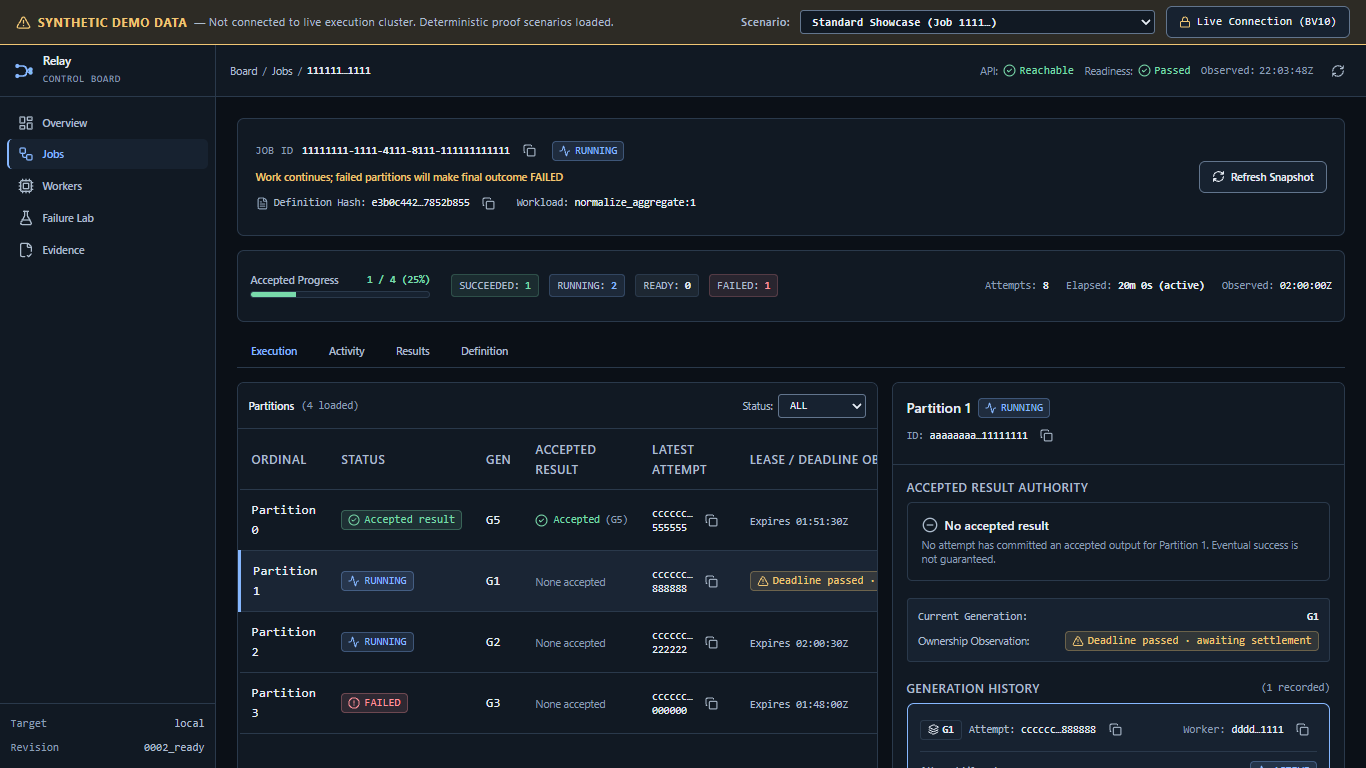 SYNTHETIC DEMO DATA — Not connected to live execution cluster. Deterministic proof scenarios loaded.
Scenario: Standard Showcase (Job 1111…) Live Connection (BV10)
Relay
CONTROL BOARD
Board / Jobs / 111111…1111
API: Reachable Readiness: Passed Observed: 22:03:48Z
Overview
Jobs
Workers
Failure Lab
Evidence
Target local
Revision 0002_ready
JOB ID 11111111-1111-4111-8111-111111111111 RUNNING
Work continues; failed partitions will make final outcome FAILED
Definition Hash: e3b0c442…7852b855 Workload: normalize_aggregate:1
Refresh Snapshot
Accepted Progress 1 / 4 (25%)
SUCCEEDED: 1 RUNNING: 2 READY: 0 FAILED: 1
Attempts: 8 Elapsed: 20m 0s (active) Observed: 02:00:00Z
Execution Activity Results Definition
Partitions (4 loaded) Status: ALL
ORDINAL STATUS GEN ACCEPTED RESULT LATEST ATTEMPT LEASE / DEADLINE OB
Partition 0 Accepted result G5 Accepted (G5) cccccc…555555 Expires 01:51:30Z
Partition 1 RUNNING G1 None accepted cccccc…888888 Deadline passed ·
Partition 2 RUNNING G2 None accepted cccccc…222222 Expires 02:00:30Z
Partition 3 FAILED G3 None accepted cccccc…000000 Expires 01:48:00Z
Partition 1 RUNNING
ID: aaaaaaaa…11111111
ACCEPTED RESULT AUTHORITY
No accepted result
No attempt has committed an accepted output for Partition 1. Eventual success is
not guaranteed.
Current Generation: G1
Ownership Observation: Deadline passed · awaiting settlement
GENERATION HISTORY (1 recorded)
G1 Attempt: cccccc…888888 Worker: dddd…1111